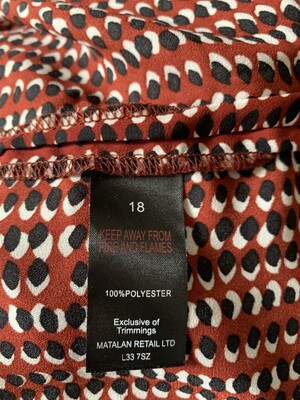 18
KEEP AWAY FROM
FIRE AND FLAMES
100%POLYESTER
Exclusive of
Trimmings
MATALAN RETAIL LTD
L33 7SZ